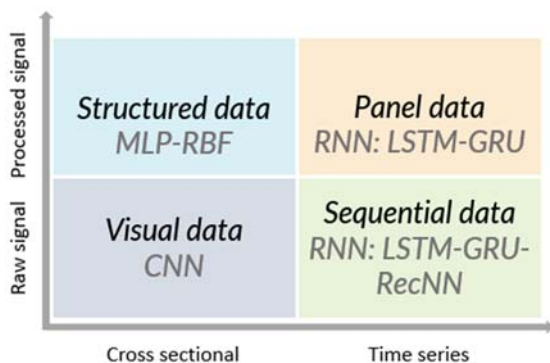 Processed signal
Structured data
MLP-RBF
Panel data
RNN: LSTM-GRU
Raw signal
Visual data
CNN
Sequential data
RNN: LSTM-GRU-
RecNN
Cross sectional
Time series